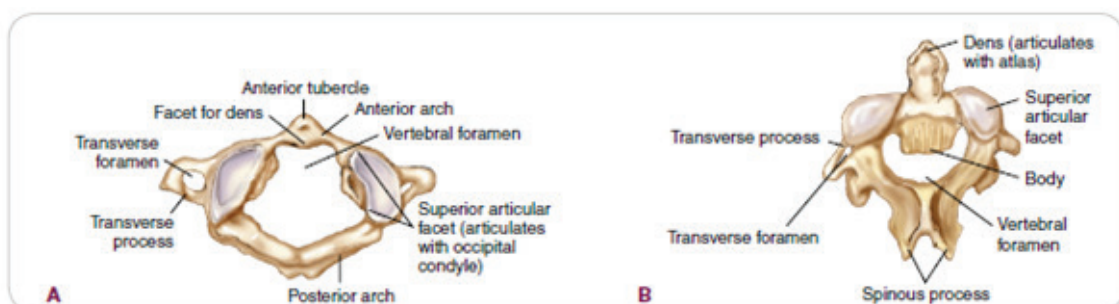 Anterior tubercle
Facet for dens
Anterior arch
Vertebral foramen
Transverse
foramen
Transverse
process
Superior articular
facet (articulates
with occipital
condyle)
Posterior arch
A
Dens (articulates
with atlas)
Superior
articular
facet
Transverse process
Body
Transverse foramen
Vertebral
foramen
Spinous process
B